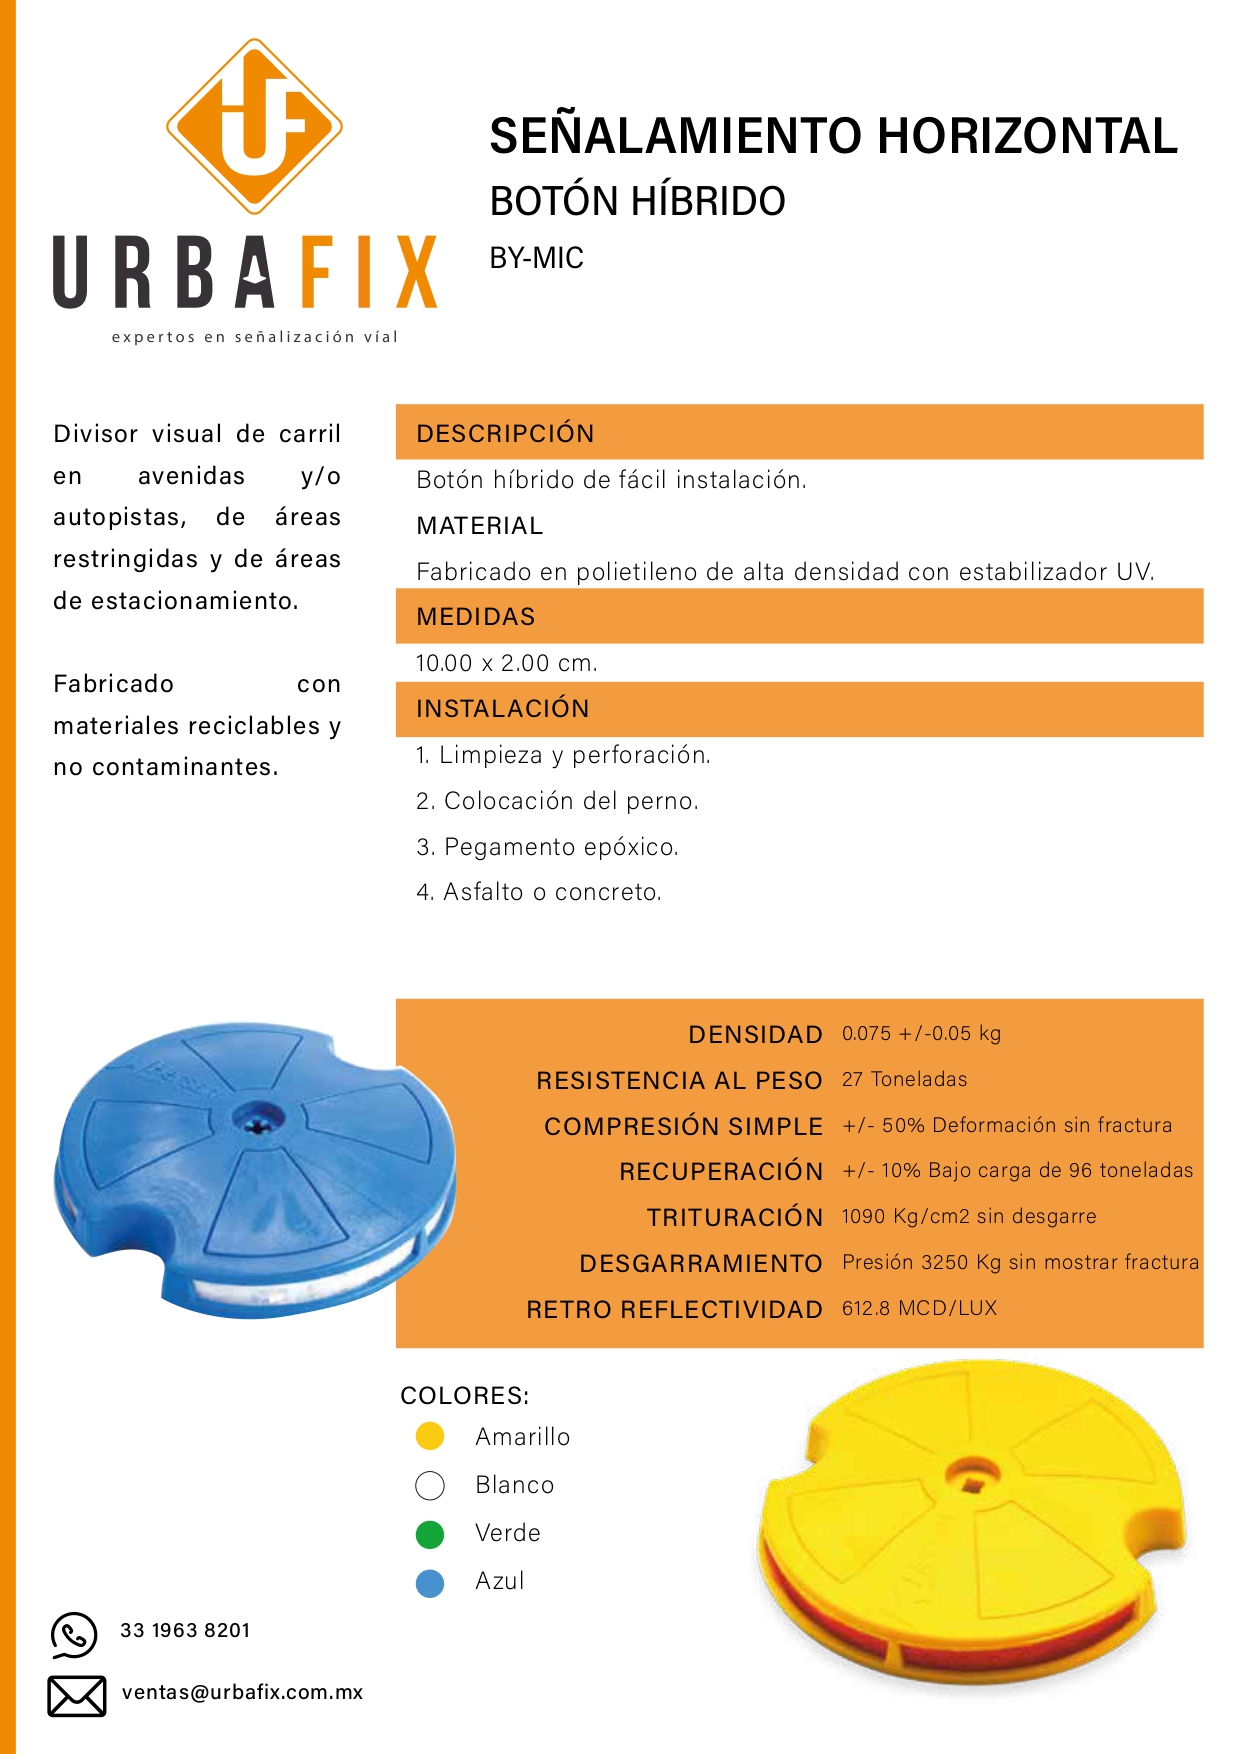 UF
URBAFIX
expertos en señalización víal
SEÑALAMIENTO HORIZONTAL
BOTÓN HÍBRIDO
BY-MIC
Divisor visual de carril
en avenidas y/o
autopistas, de áreas
restringidas y de áreas
de estacionamiento.
Fabricado con
materiales reciclables y
no contaminantes.
DESCRIPCIÓN
Botón híbrido de fácil instalación.
MATERIAL
Fabricado en polietileno de alta densidad con estabilizador UV.
MEDIDAS
10.00 x 2.00 cm.
INSTALACIÓN
1. Limpieza y perforación.
2. Colocación del perno.
3. Pegamento epóxico.
4. Asfalto o concreto.
DENSIDAD 0.075 +/-0.05 kg
RESISTENCIA AL PESO 27 Toneladas
COMPRESIÓN SIMPLE +/- 50% Deformación sin fractura
RECUPERACIÓN +/- 10% Bajo carga de 96 toneladas
TRITURACIÓN 1090 Kg/cm2 sin desgarre
DESGARRAMIENTO Presión 3250 Kg sin mostrar fractura
RETRO REFLECTIVIDAD 612.8 MCD/LUX
COLORES:
Amarillo
Blanco
Verde
Azul
33 1963 8201
ventas@urbafix.com.mx